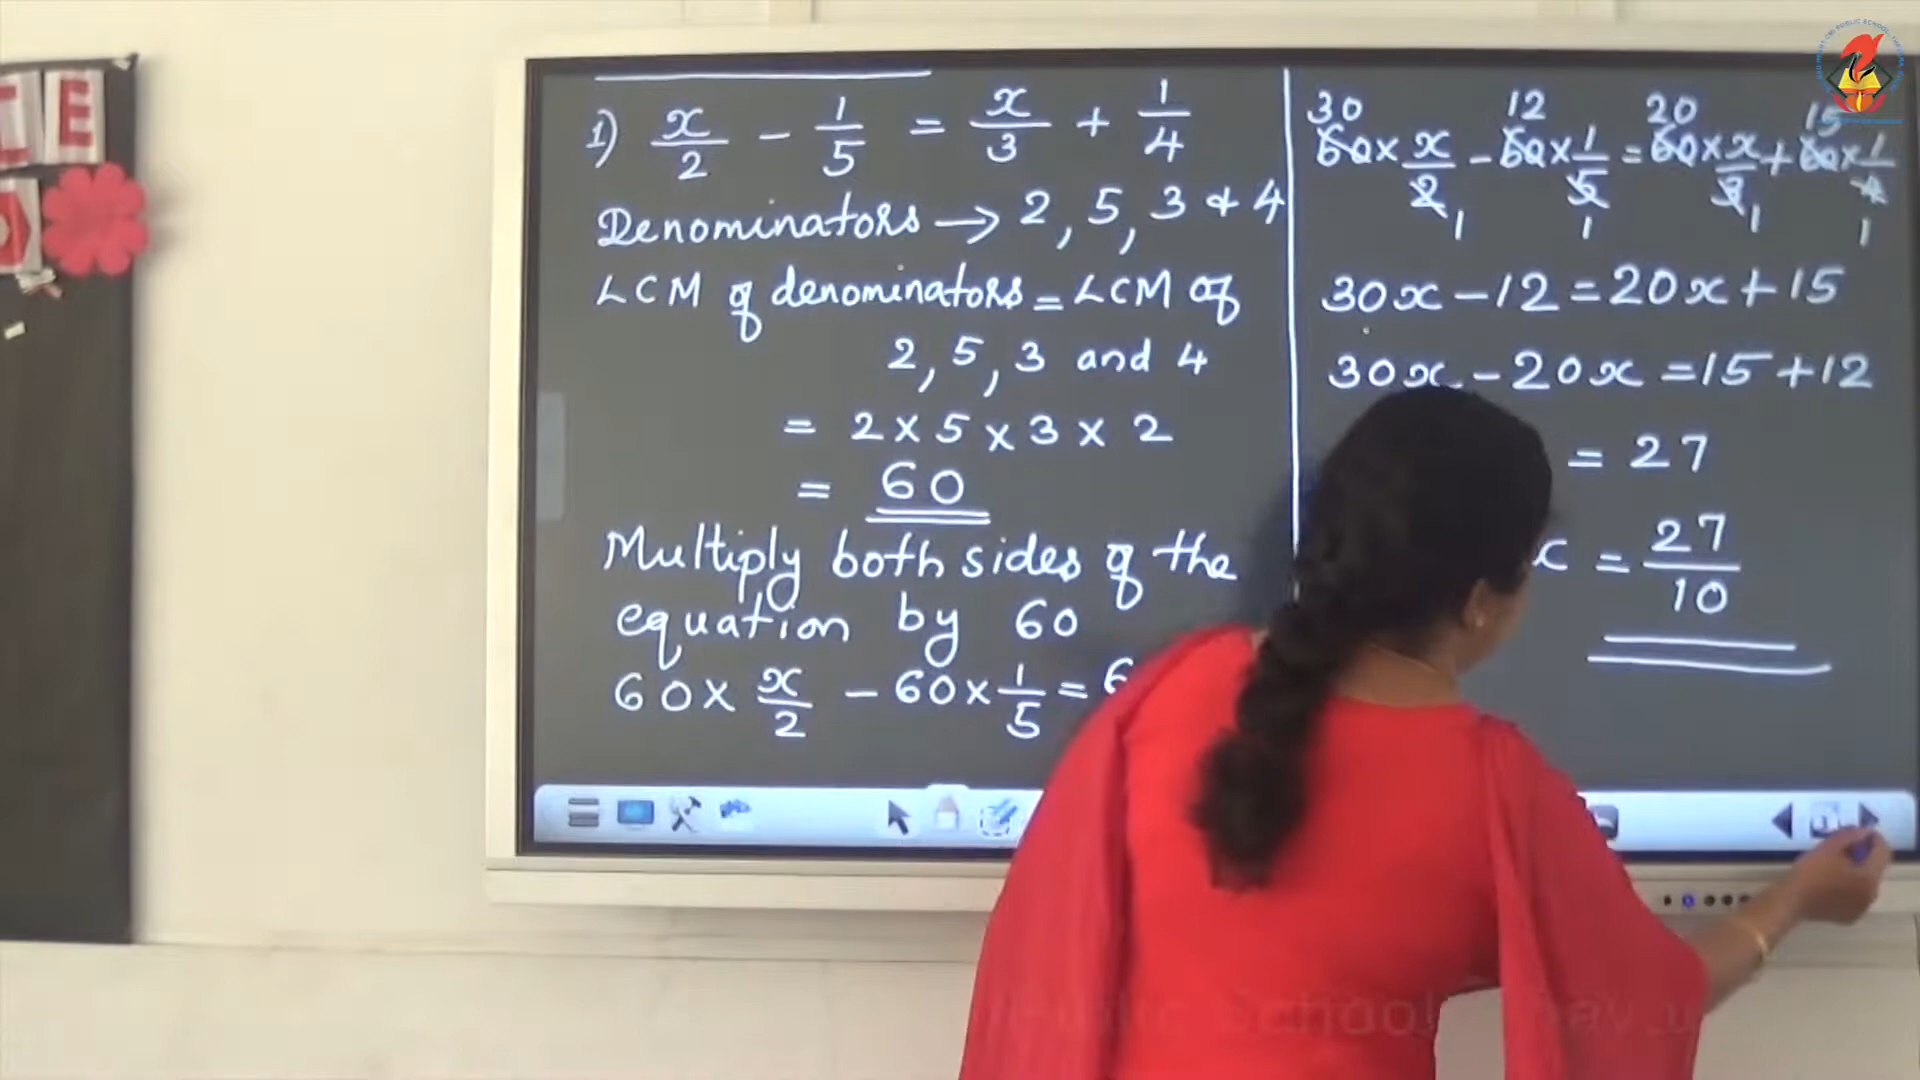 TE
1) x/2 - 1/5 = x/3 + 1/4
Denominators → 2, 5, 3 & 4
LCM of denominators = LCM of
2, 5, 3 and 4
= 2 × 5 × 3 × 2
= 60
Multiply both sides of the
equation by 60
60 × x/2 - 60 × 1/5 = 6
30 12 20 15
60 × x/2 - 60 × 1/5 = 60 × x/3 + 60 × 1/4
1 1 1 1
30x - 12 = 20x + 15
30x - 20x = 15 + 12
= 27
x = 27/10